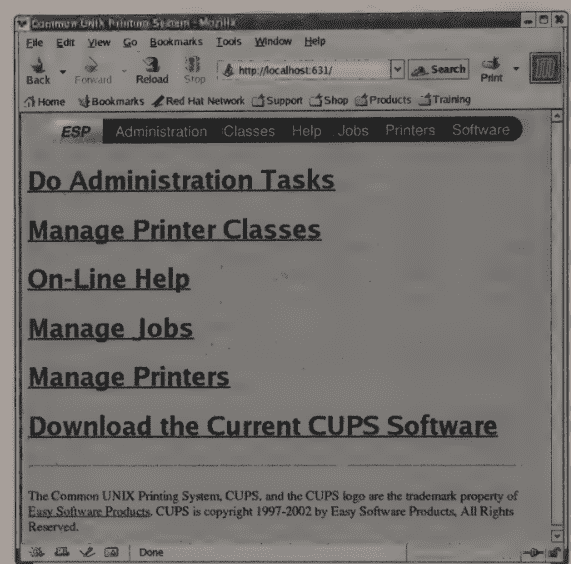 Common UNIX Printing System - Mozilla
File Edit View Go Bookmarks Tools Window Help
Back Forward Reload Stop http://localhost:631/ Search Print
Home Bookmarks Red Hat Network Support Shop Products Training
ESP Administration Classes Help Jobs Printers Software
Do Administration Tasks
Manage Printer Classes
On-Line Help
Manage Jobs
Manage Printers
Download the Current CUPS Software
The Common UNIX Printing System, CUPS, and the CUPS logo are the trademark property of
Easy Software Products. CUPS is copyright 1997-2002 by Easy Software Products, All Rights
Reserved.
Done